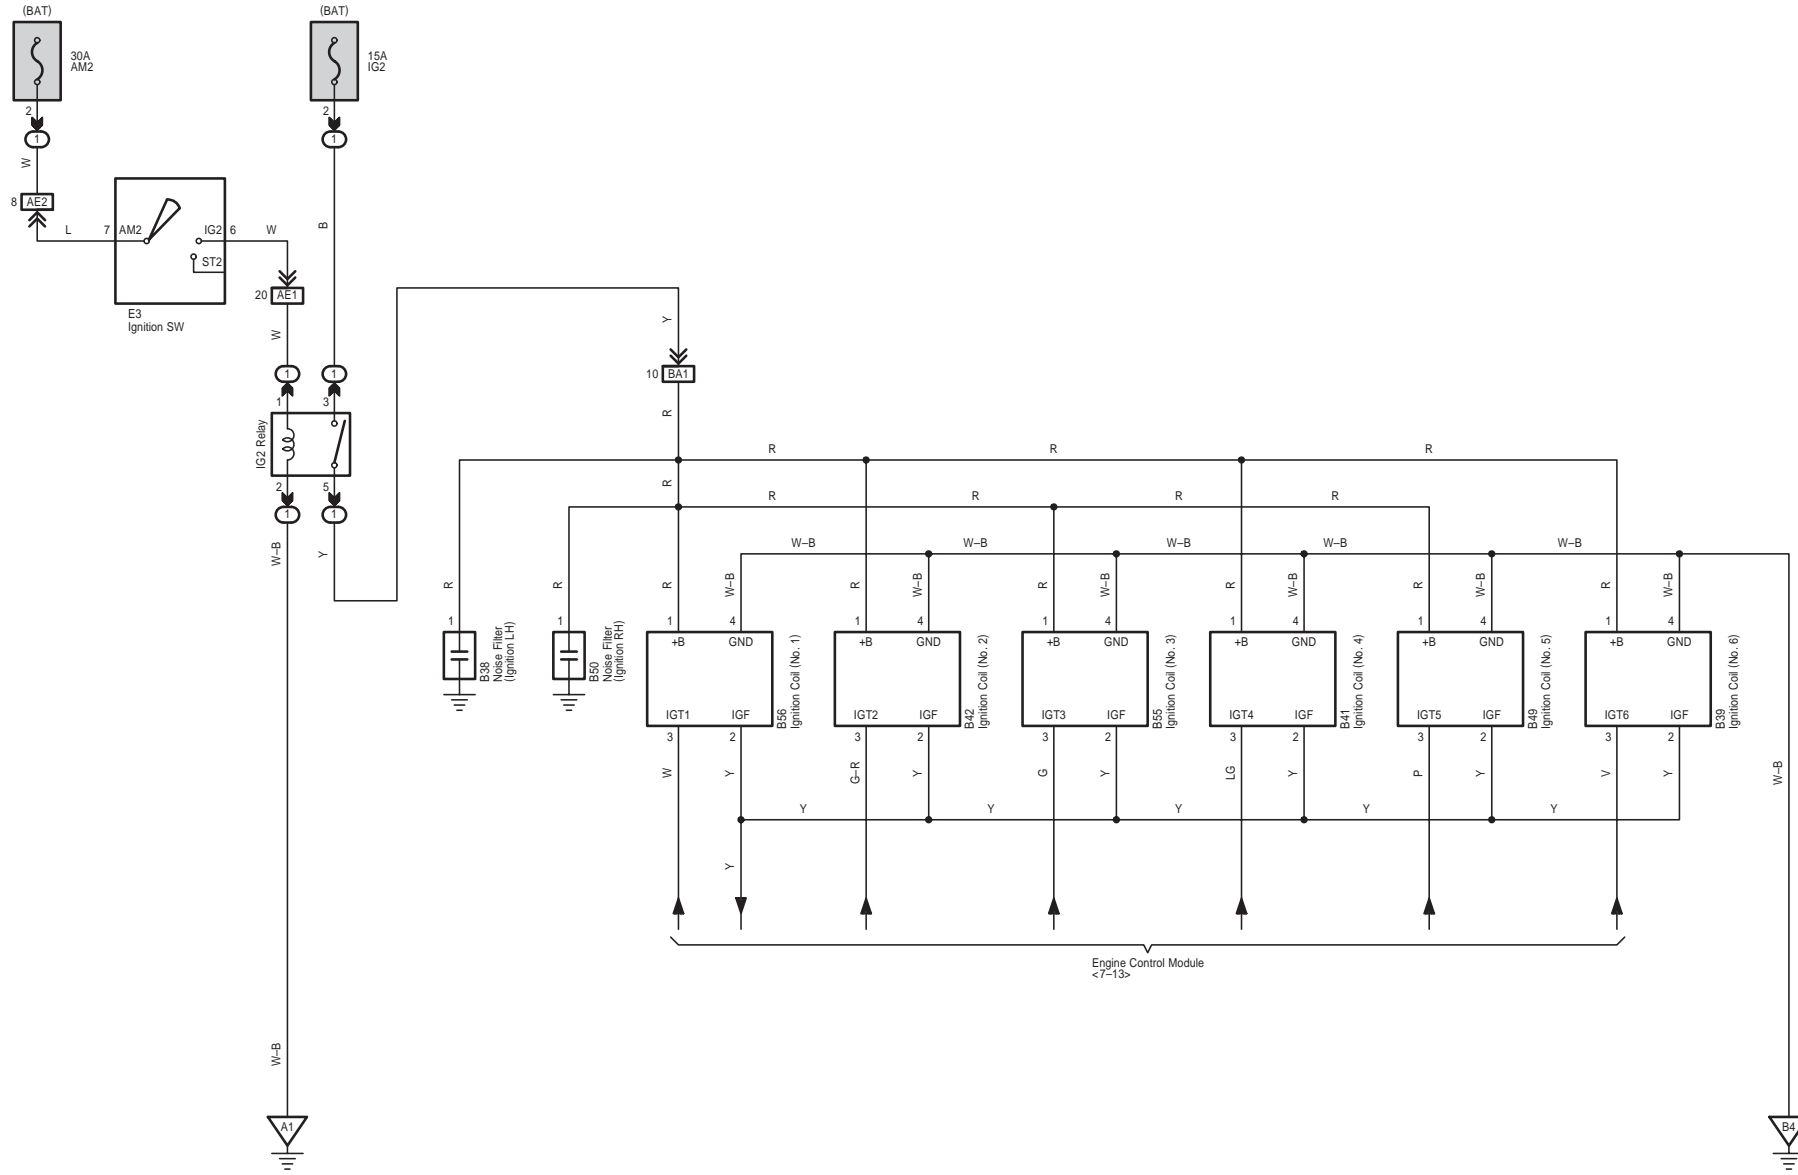 (BAT)
(BAT)
30A
AM2
15A
IG2
2
2
1
1
W
8
AE2
B
L
7
AM2
IG2
6
W
ST2
20
AE1
E3
Ignition SW
W
Y
1
1
10
BA1
1
3
R
IG2 Relay
R
R
R
2
5
R
1
1
R
R
R
R
W–B
Y
W–B
W–B
W–B
W–B
W–B
R
R
R
W–B
R
W–B
R
W–B
R
W–B
R
W–B
R
W–B
1
1
1
4
1
4
1
4
1
4
1
4
1
4
+B
GND
+B
GND
+B
GND
+B
GND
+B
GND
+B
GND
B38
Noise Filter
(Ignition LH)
B50
Noise Filter
(Ignition RH)
B56
Ignition Coil (No. 1)
B42
Ignition Coil (No. 2)
B55
Ignition Coil (No. 3)
B41
Ignition Coil (No. 4)
B49
Ignition Coil (No. 5)
B39
Ignition Coil (No. 6)
IGT1
IGF
IGT2
IGF
IGT3
IGF
IGT4
IGF
IGT5
IGF
IGT6
IGF
3
2
3
2
3
2
3
2
3
2
3
2
W
Y
G–R
Y
G
Y
LG
Y
P
Y
V
Y
W–B
Y
Y
Y
Y
Y
Y
Engine Control Module
<7–13>
W–B
A1
B4